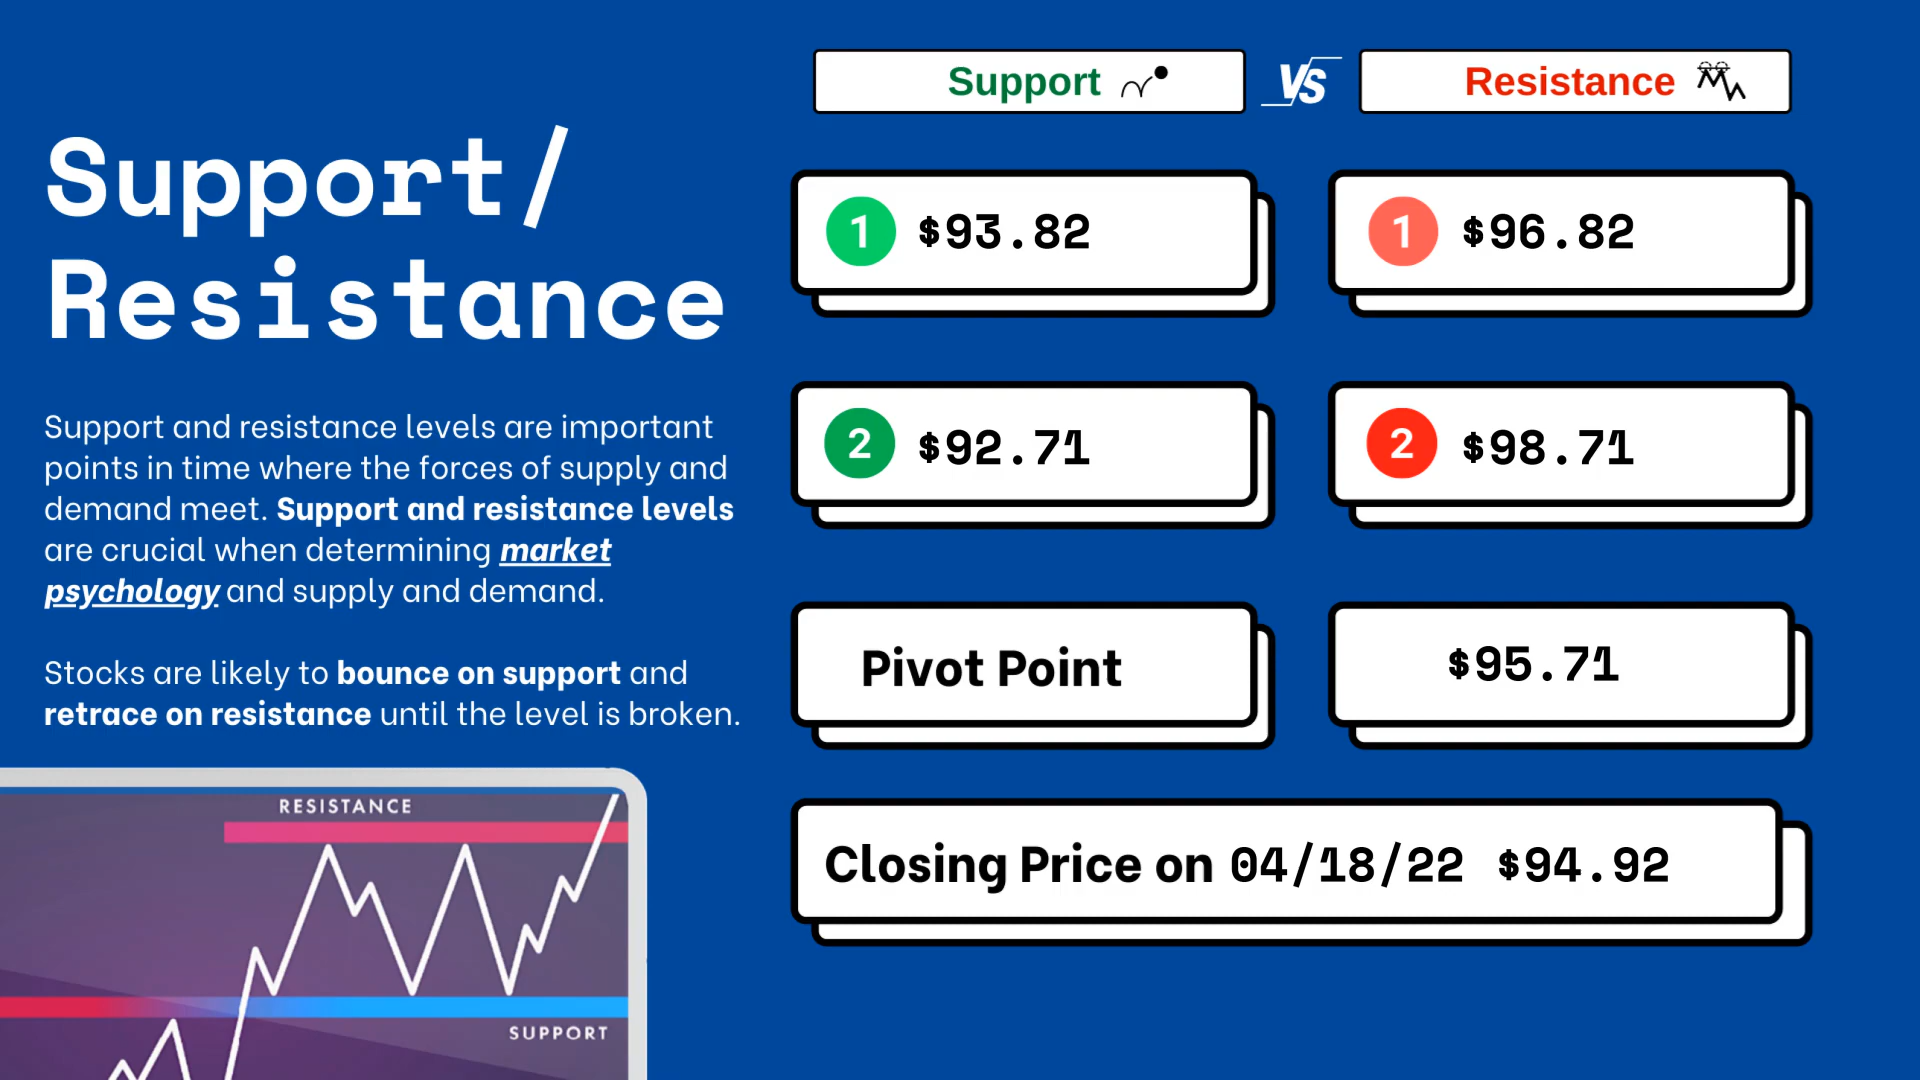 Support/
Resistance
Support and resistance levels are important
points in time where the forces of supply and
demand meet. Support and resistance levels
are crucial when determining market
psychology and supply and demand.
Stocks are likely to bounce on support and
retrace on resistance until the level is broken.
RESISTANCE
SUPPORT
Support VS Resistance
1 $93.82
1 $96.82
2 $92.71
2 $98.71
Pivot Point
$95.71
Closing Price on 04/18/22 $94.92